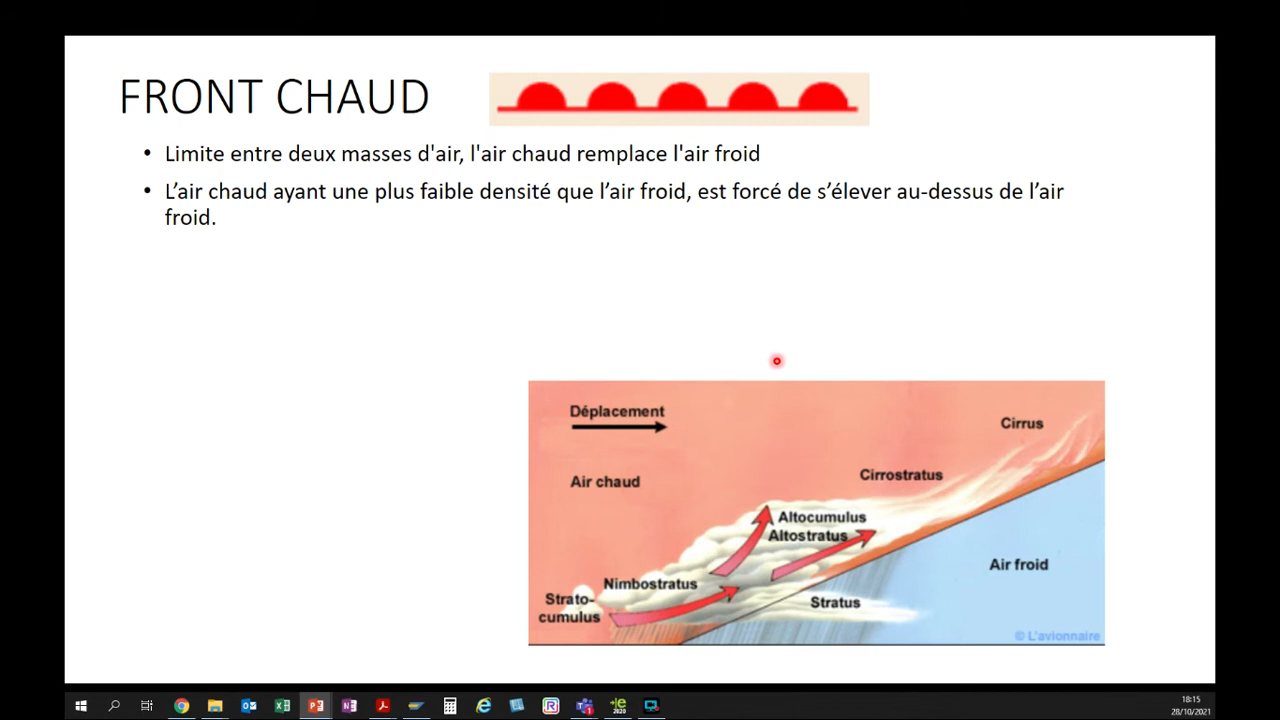 FRONT CHAUD
• Limite entre deux masses d'air, l'air chaud remplace l'air froid
• L’air chaud ayant une plus faible densité que l’air froid, est forcé de s’élever au-dessus de l’air
froid.
Déplacement
Cirrus
Air chaud
Cirrostratus
Altocumulus
Altostratus
Air froid
Nimbostratus
Strato-
cumulus
Stratus
© L'avionnaire
18:15
28/10/2021